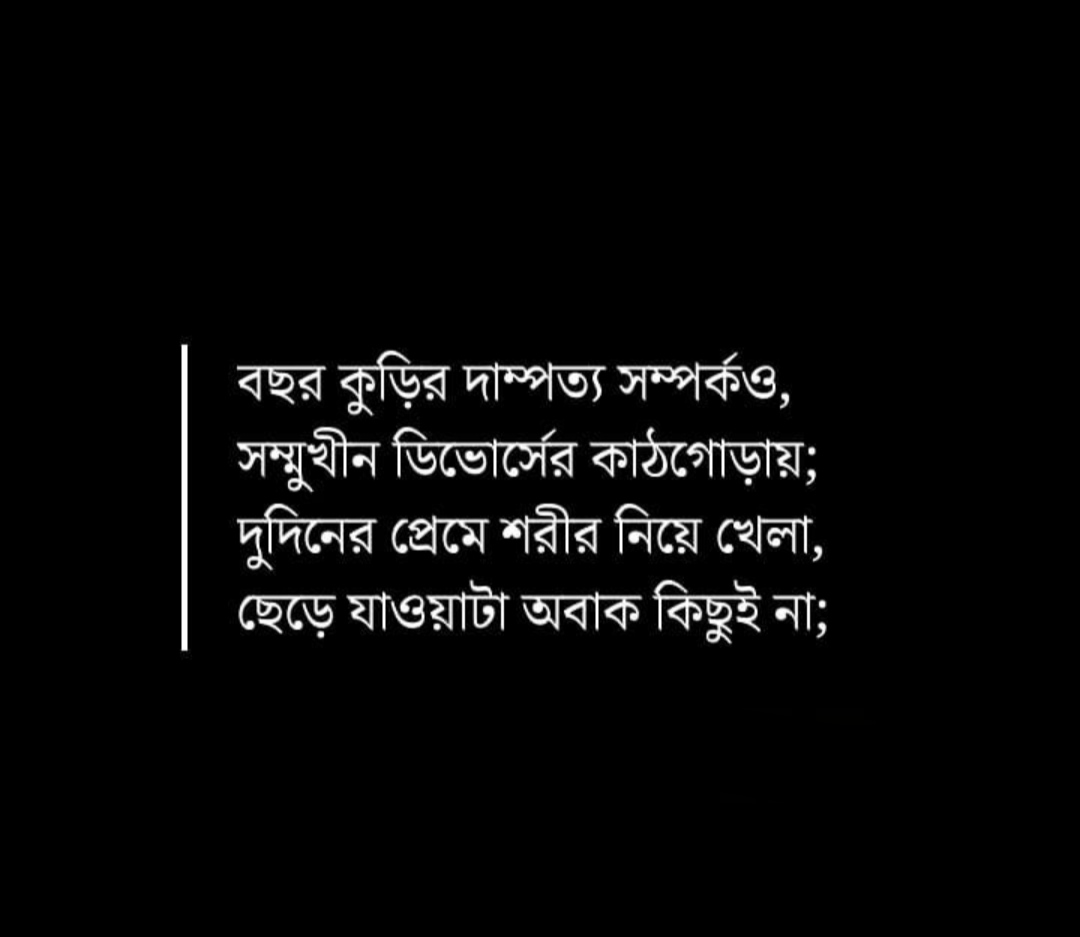 বছর কুড়ির দাম্পত্য সম্পর্কও,
সম্মুখীন ডিভোর্সের কাঠগোড়ায়;
দুদিনের প্রেমে শরীর নিয়ে খেলা,
ছেড়ে যাওয়াটা অবাক কিছুই না;